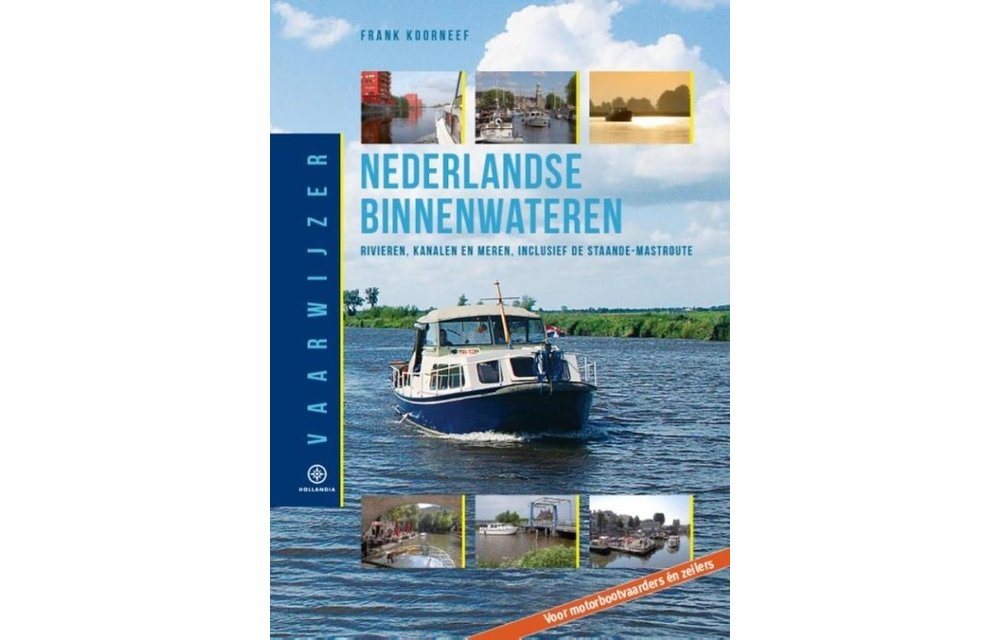 FRANK KOORNEEF
NEDERLANDSE
BINNENWATEREN
RIVIEREN, KANALEN EN MEREN, INCLUSIEF DE STAANDE-MASTROUTE
VAARWIJZER
HOLLANDIA
Voor motorbootvaarders én zeilers